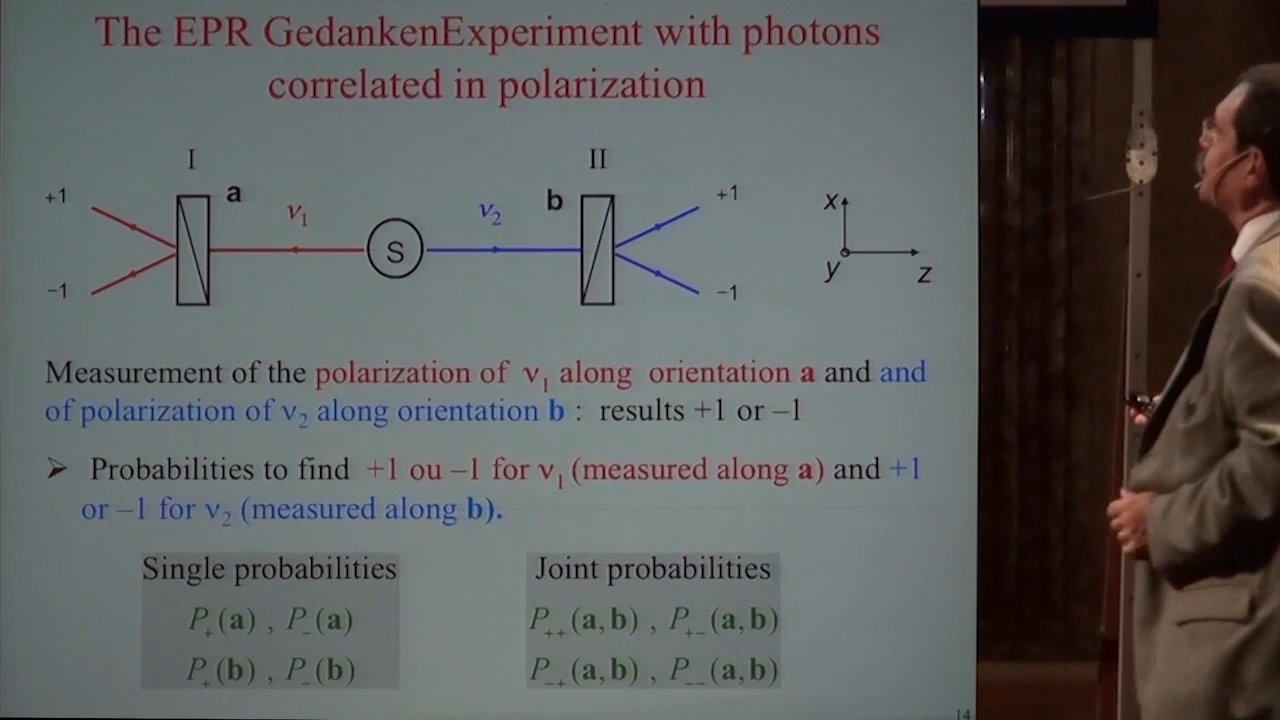 The EPR GedankenExperiment with photons
correlated in polarization
I
II
+1
a
ν1
S
ν2
b
+1
x
−1
−1
y
z
Measurement of the polarization of ν1 along orientation a and and
of polarization of ν2 along orientation b : results +1 or −1
➢ Probabilities to find +1 ou −1 for ν1 (measured along a) and +1
or −1 for ν2 (measured along b).
Single probabilities
P+(a) , P−(a)
P+(b) , P−(b)
Joint probabilities
P++(a,b) , P+−(a,b)
P−+(a,b) , P−−(a,b)
14